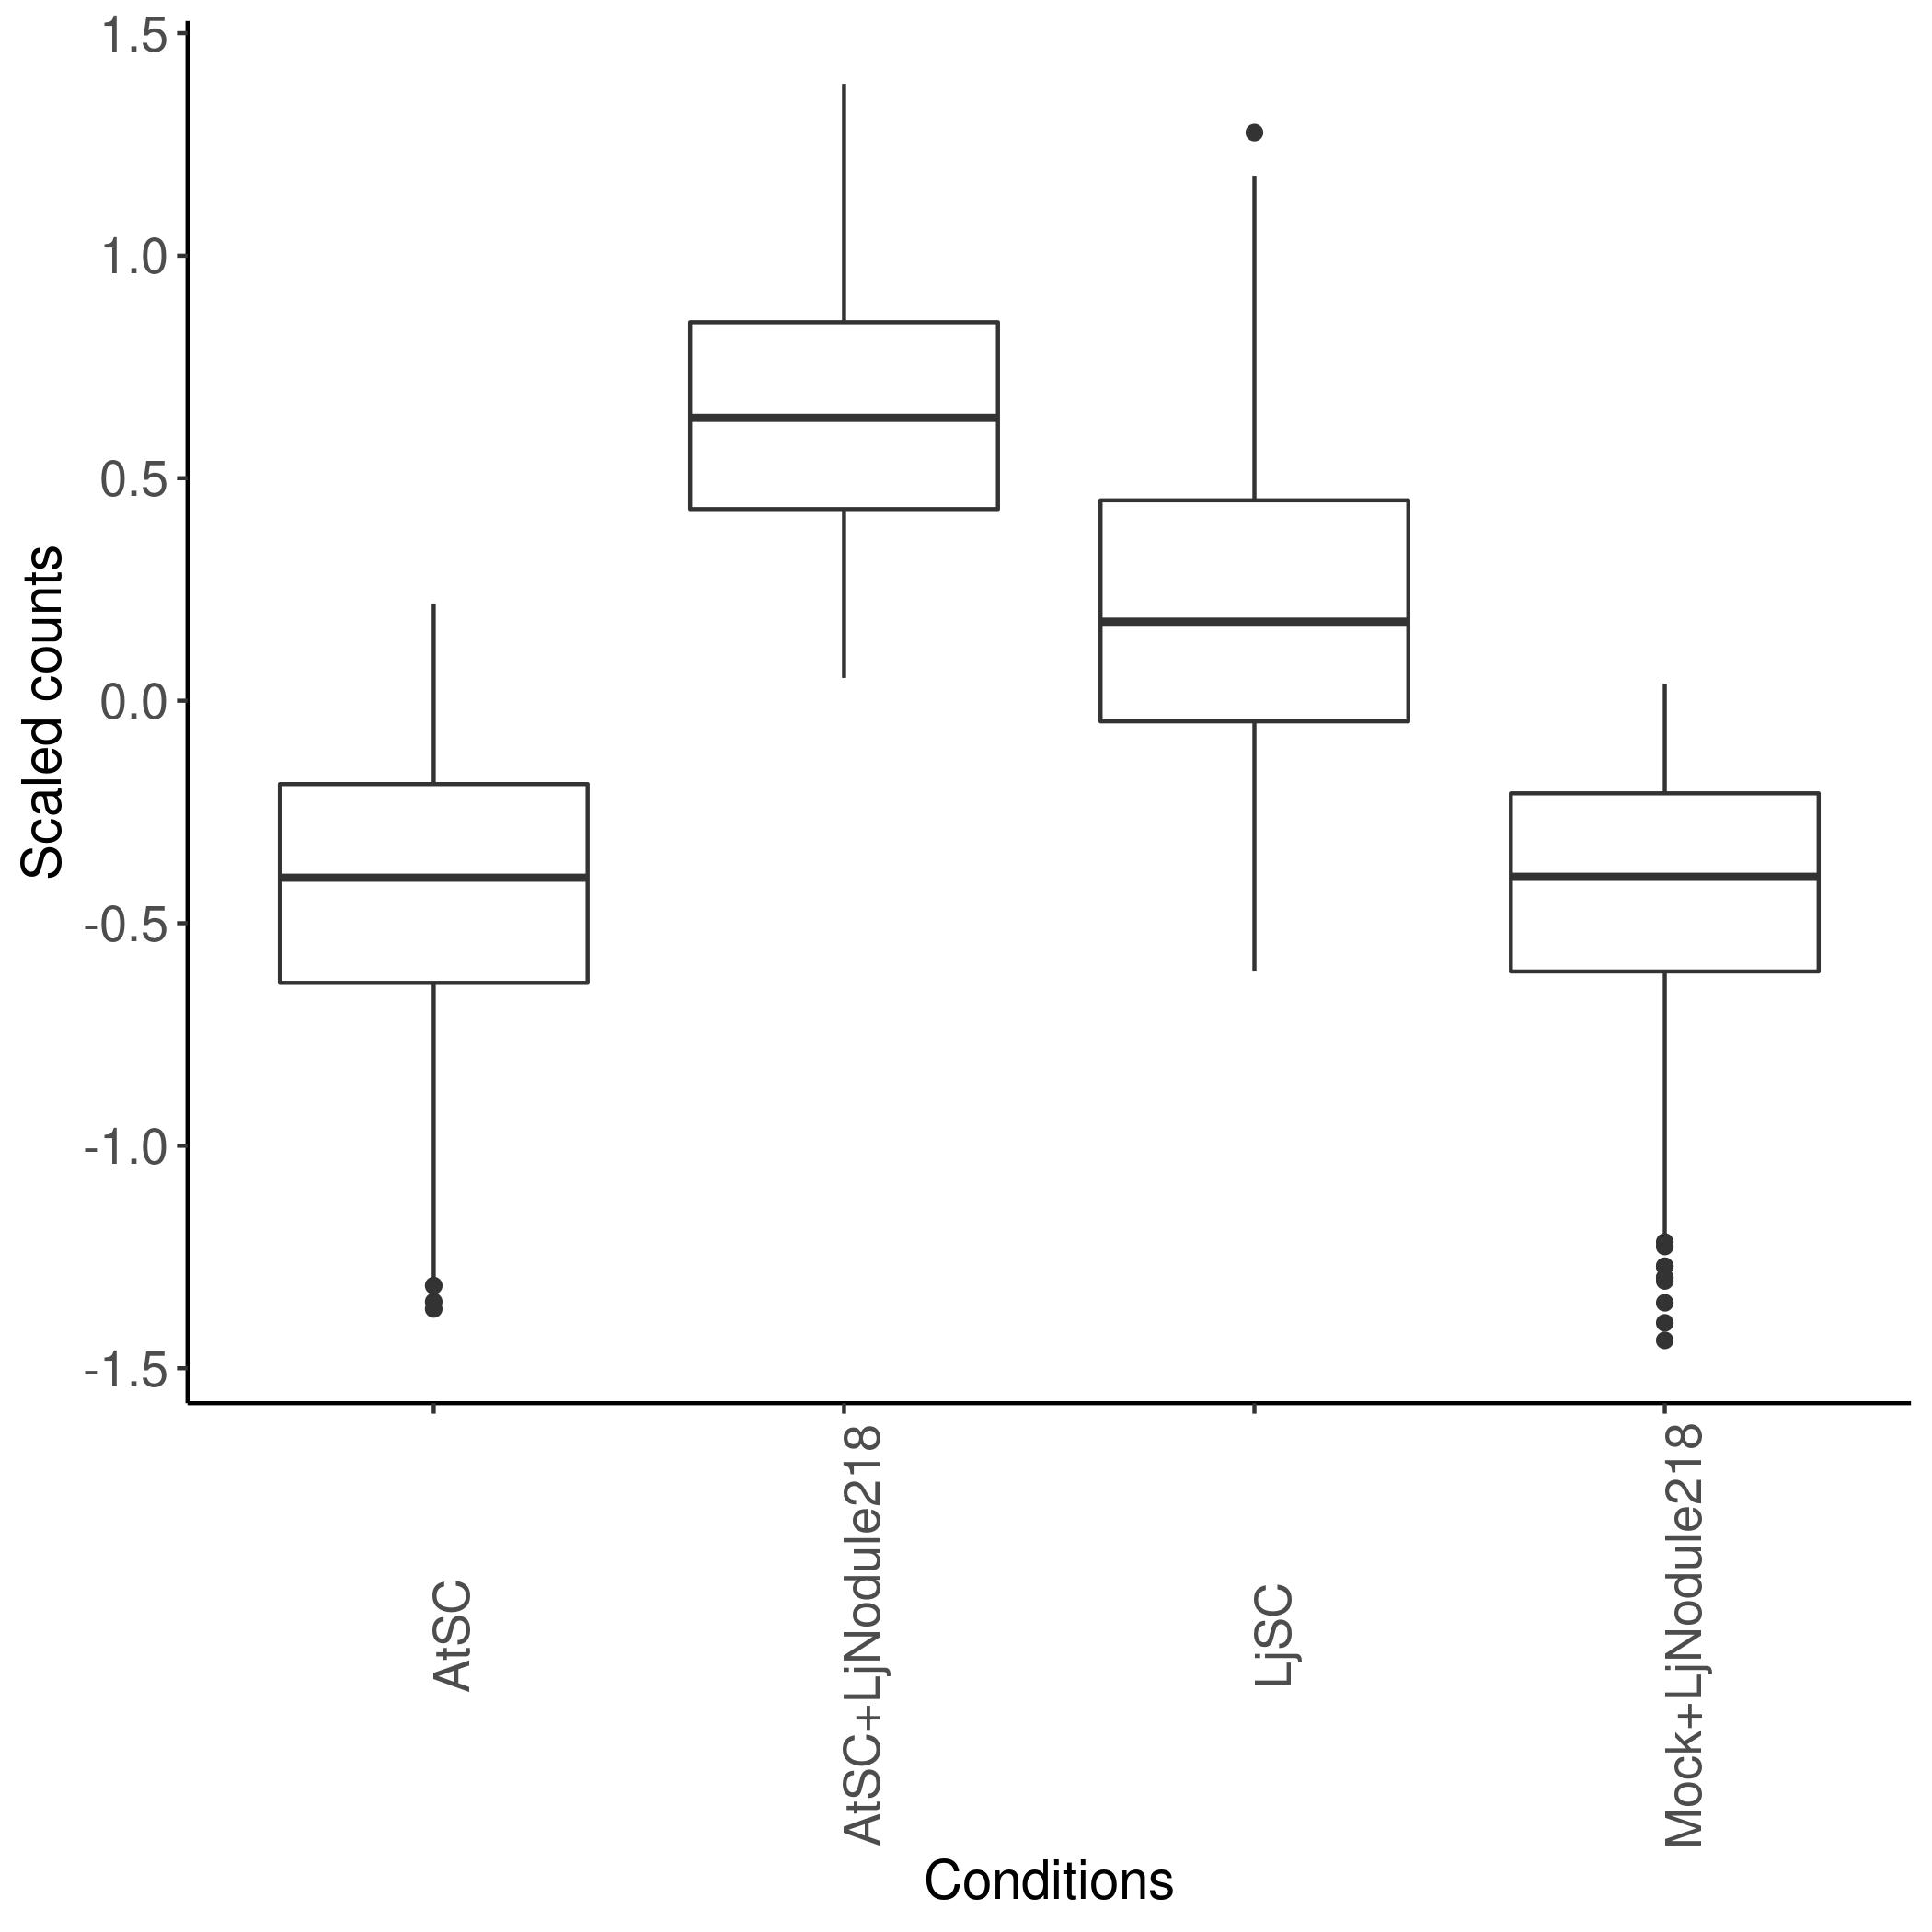 Scaled counts
1.5
1.0
0.5
0.0
-0.5
-1.0
-1.5
AtSC
AtSC+LjNodule218
LjSC
Mock+LjNodule218
Conditions